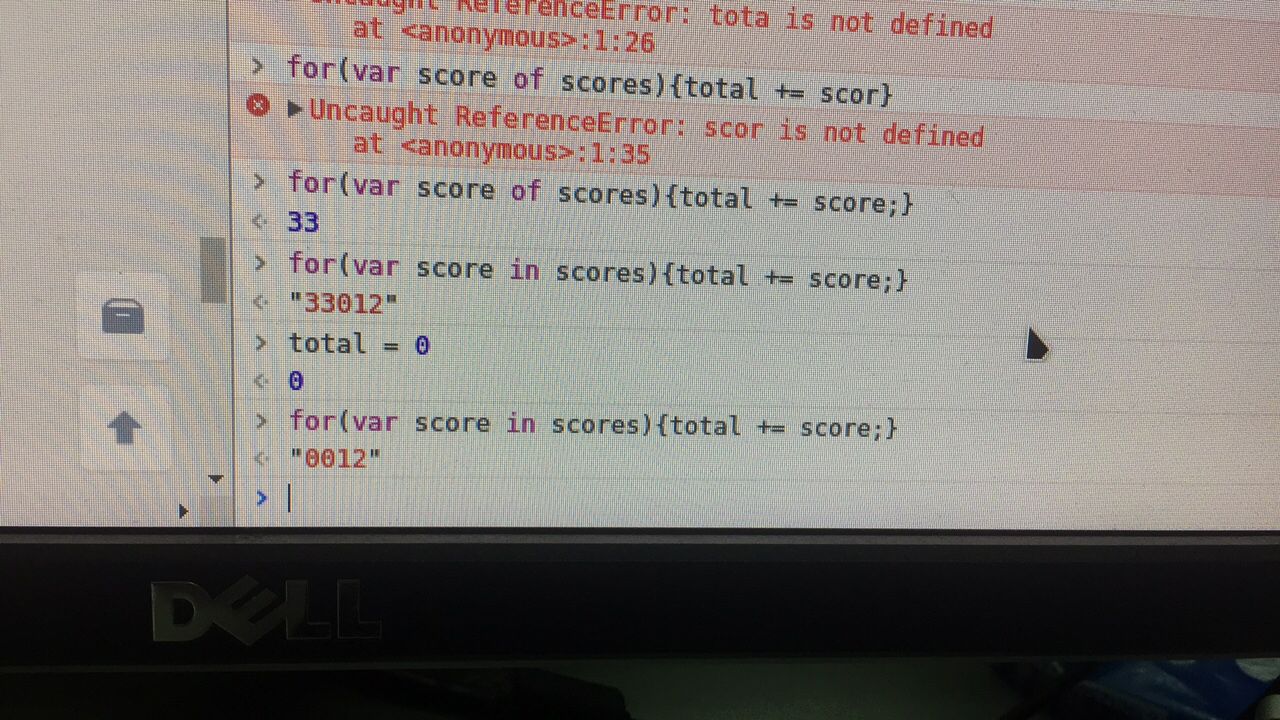 Uncaught ReferenceError: tota is not defined
at <anonymous>:1:26
> for(var score of scores){total += scor}
Uncaught ReferenceError: scor is not defined
at <anonymous>:1:35
> for(var score of scores){total += score;}
33
> for(var score in scores){total += score;}
"33012"
> total = 0
0
> for(var score in scores){total += score;}
"0012"
>
DELL